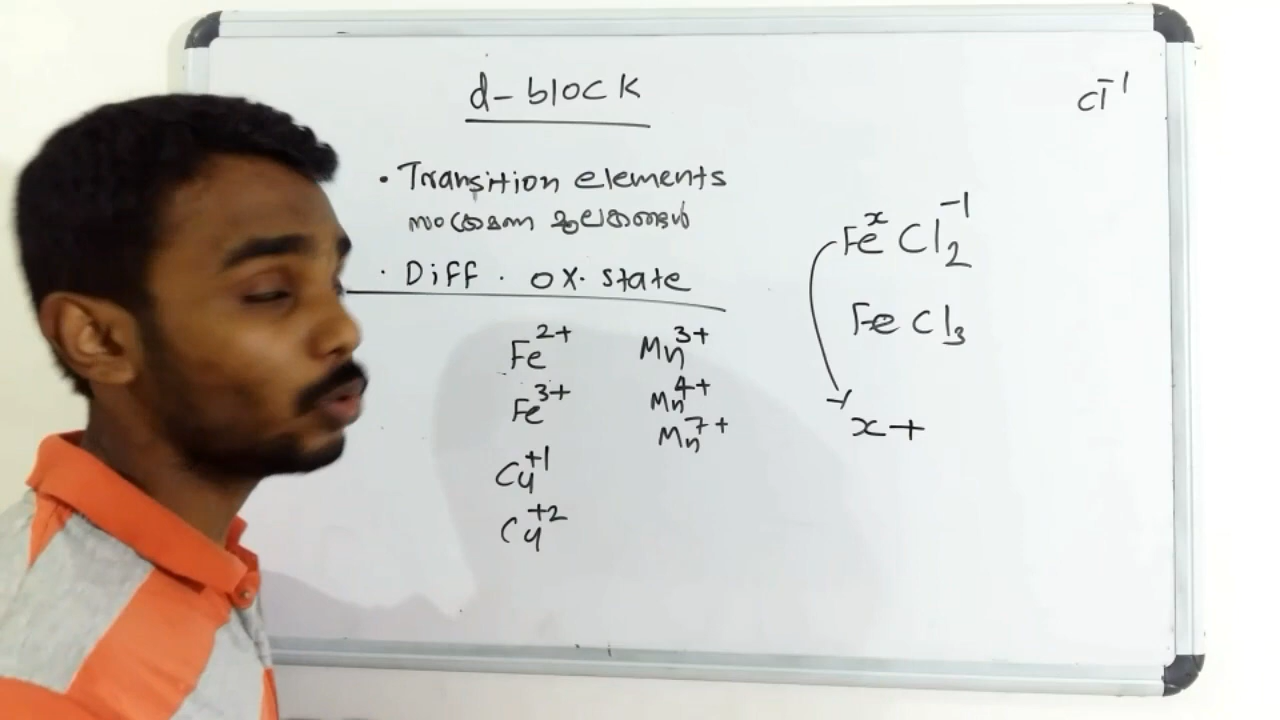 d-block
• Transition elements
സംക്രമണ മൂലകങ്ങൾ
• Diff. ox. state
Fe²⁺ Mn³⁺
Fe³⁺ Mn⁴⁺
Mn⁷⁺
Cu⁺¹
Cu⁺²
Cl⁻¹
Feˣ Cl₂⁻¹
FeCl₃
x+